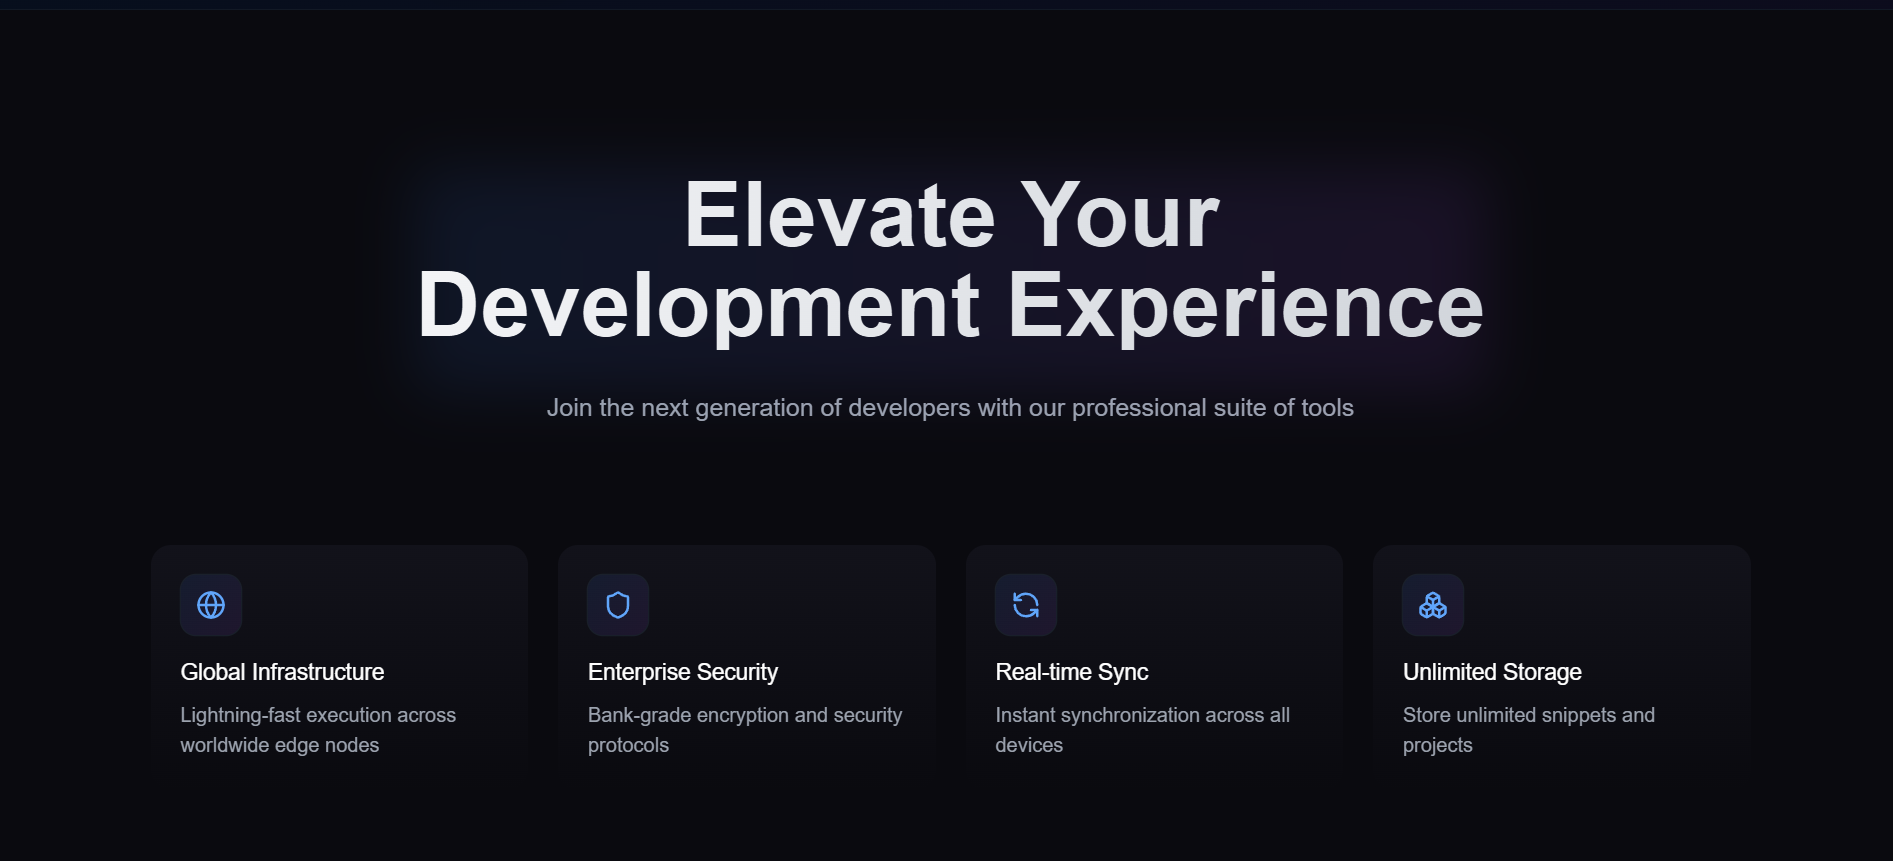 Elevate Your
Development Experience
Join the next generation of developers with our professional suite of tools
Global Infrastructure
Lightning-fast execution across
worldwide edge nodes
Enterprise Security
Bank-grade encryption and security
protocols
Real-time Sync
Instant synchronization across all
devices
Unlimited Storage
Store unlimited snippets and
projects